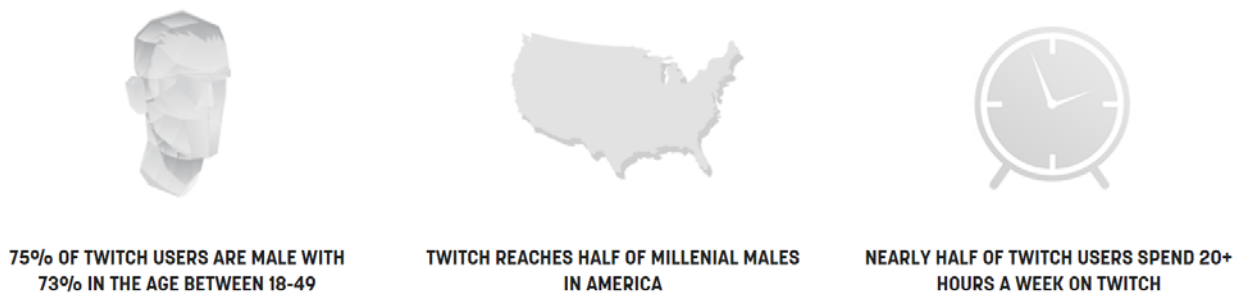 75% OF TWITCH USERS ARE MALE WITH
73% IN THE AGE BETWEEN 18-49
TWITCH REACHES HALF OF MILLENIAL MALES
IN AMERICA
NEARLY HALF OF TWITCH USERS SPEND 20+
HOURS A WEEK ON TWITCH